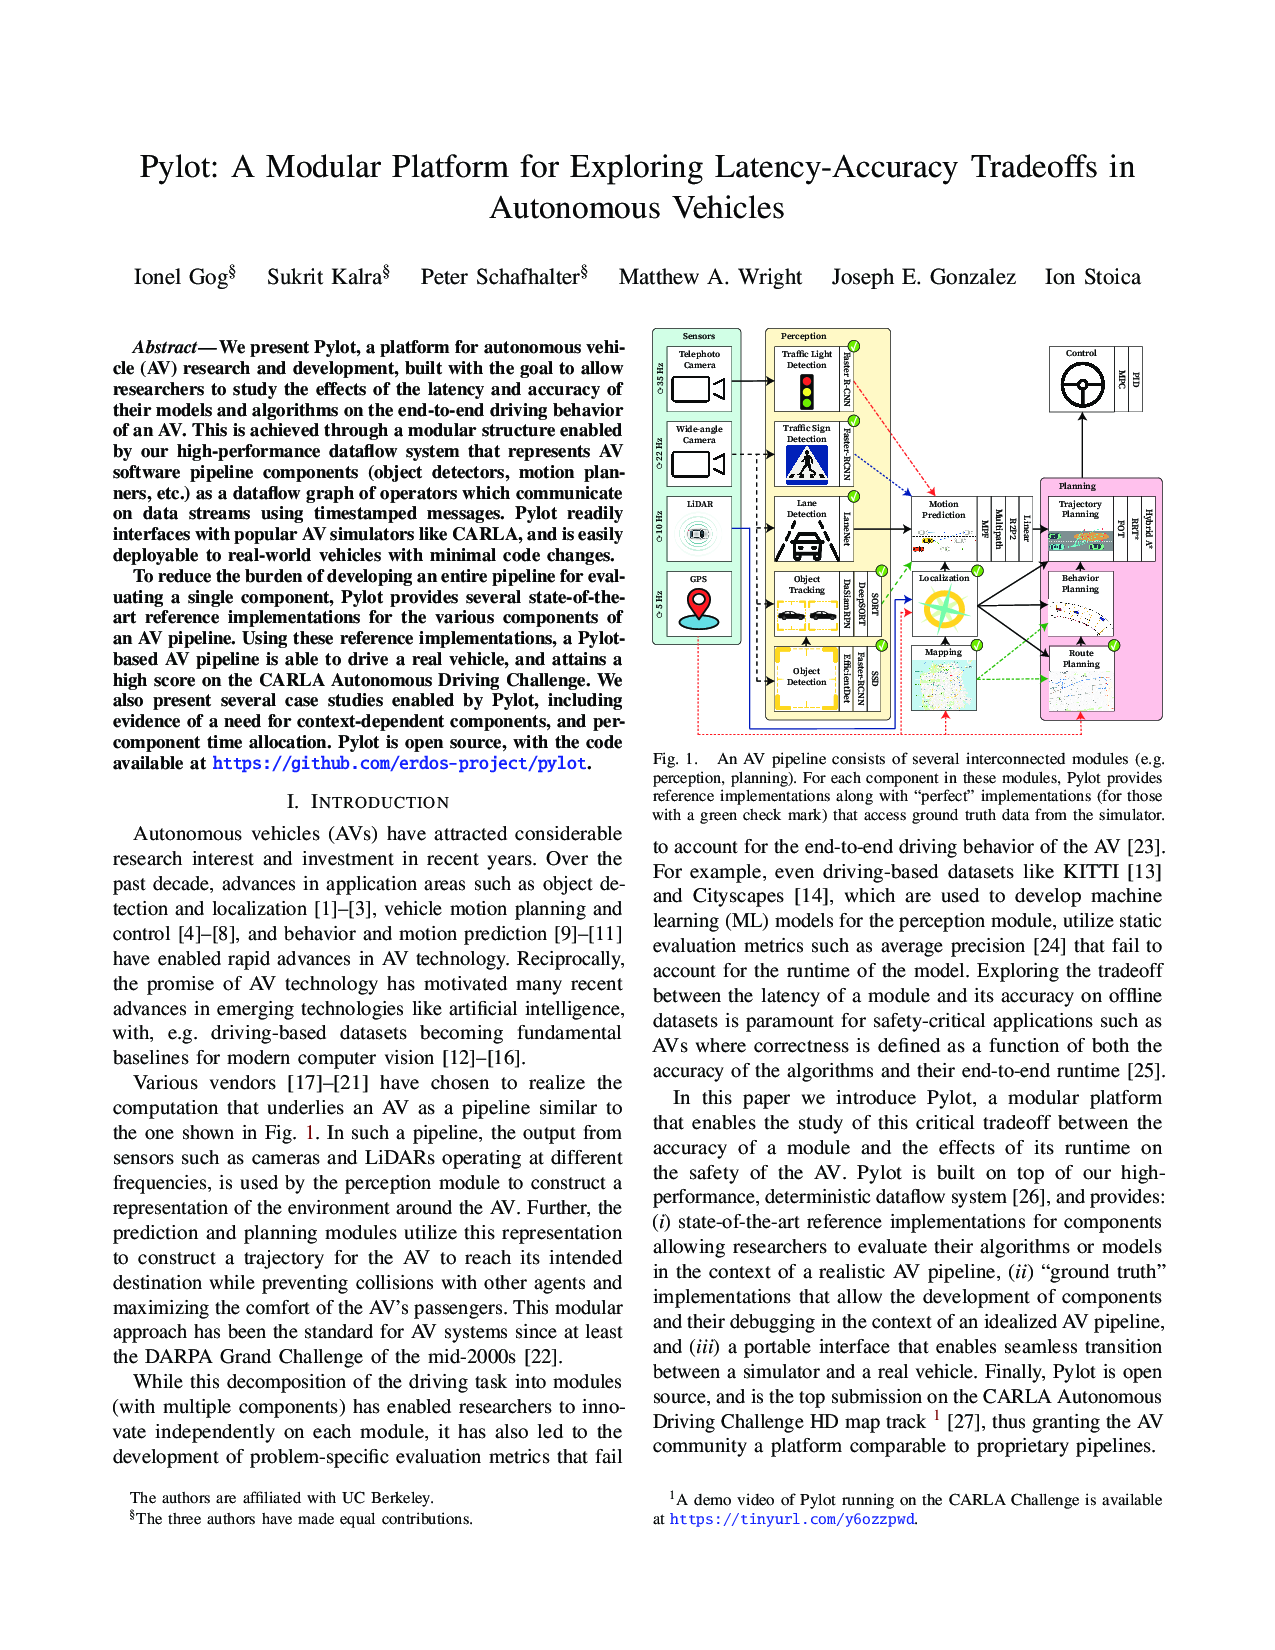 Pylot: A Modular Platform for Exploring Latency-Accuracy Tradeoffs in
Autonomous Vehicles
Ionel Gog§ Sukrit Kalra§ Peter Schafhalter§ Matthew A. Wright Joseph E. Gonzalez Ion Stoica
Abstract—We present Pylot, a platform for autonomous vehi-
cle (AV) research and development, built with the goal to allow
researchers to study the effects of the latency and accuracy of
their models and algorithms on the end-to-end driving behavior
of an AV. This is achieved through a modular structure enabled
by our high-performance dataflow system that represents AV
software pipeline components (object detectors, motion plan-
ners, etc.) as a dataflow graph of operators which communicate
on data streams using timestamped messages. Pylot readily
interfaces with popular AV simulators like CARLA, and is easily
deployable to real-world vehicles with minimal code changes.
To reduce the burden of developing an entire pipeline for eval-
uating a single component, Pylot provides several state-of-the-
art reference implementations for the various components of
an AV pipeline. Using these reference implementations, a Pylot-
based AV pipeline is able to drive a real vehicle, and attains a
high score on the CARLA Autonomous Driving Challenge. We
also present several case studies enabled by Pylot, including
evidence of a need for context-dependent components, and per-
component time allocation. Pylot is open source, with the code
available at https://github.com/erdos-project/pylot.
I. INTRODUCTION
Autonomous vehicles (AVs) have attracted considerable
research interest and investment in recent years. Over the
past decade, advances in application areas such as object de-
tection and localization [1]–[3], vehicle motion planning and
control [4]–[8], and behavior and motion prediction [9]–[11]
have enabled rapid advances in AV technology. Reciprocally,
the promise of AV technology has motivated many recent
advances in emerging technologies like artificial intelligence,
with, e.g. driving-based datasets becoming fundamental
baselines for modern computer vision [12]–[16].
Various vendors [17]–[21] have chosen to realize the
computation that underlies an AV as a pipeline similar to
the one shown in Fig. 1. In such a pipeline, the output from
sensors such as cameras and LiDARs operating at different
frequencies, is used by the perception module to construct a
representation of the environment around the AV. Further, the
prediction and planning modules utilize this representation
to construct a trajectory for the AV to reach its intended
destination while preventing collisions with other agents and
maximizing the comfort of the AV's passengers. This modular
approach has been the standard for AV systems since at least
the DARPA Grand Challenge of the mid-2000s [22].
While this decomposition of the driving task into modules
(with multiple components) has enabled researchers to inno-
vate independently on each module, it has also led to the
development of problem-specific evaluation metrics that fail
The authors are affiliated with UC Berkeley.
§The three authors have made equal contributions.
Sensors
Telephoto
Camera
35 Hz
Wide-angle
Camera
22 Hz
LiDAR
10 Hz
GPS
5 Hz
Perception
Traffic Light
Detection
Faster R-CNN
Traffic Sign
Detection
Faster-RCNN
Lane
Detection
LaneNet
Object
Tracking
DaSiamRPN
DeepSORT
SORT
Object
Detection
EfficientDet
Faster-RCNN
SSD
Motion
Prediction
MPF
Multipath
R2P2
Linear
Localization
Mapping
Control
MPC
PID
Planning
Trajectory
Planning
FOT
RRT*
Hybrid A*
Behavior
Planning
Route
Planning
Fig. 1. An AV pipeline consists of several interconnected modules (e.g.
perception, planning). For each component in these modules, Pylot provides
reference implementations along with “perfect” implementations (for those
with a green check mark) that access ground truth data from the simulator.
to account for the end-to-end driving behavior of the AV [23].
For example, even driving-based datasets like KITTI [13]
and Cityscapes [14], which are used to develop machine
learning (ML) models for the perception module, utilize static
evaluation metrics such as average precision [24] that fail to
account for the runtime of the model. Exploring the tradeoff
between the latency of a module and its accuracy on offline
datasets is paramount for safety-critical applications such as
AVs where correctness is defined as a function of both the
accuracy of the algorithms and their end-to-end runtime [25].
In this paper we introduce Pylot, a modular platform
that enables the study of this critical tradeoff between the
accuracy of a module and the effects of its runtime on
the safety of the AV. Pylot is built on top of our high-
performance, deterministic dataflow system [26], and provides:
(i) state-of-the-art reference implementations for components
allowing researchers to evaluate their algorithms or models
in the context of a realistic AV pipeline, (ii) “ground truth”
implementations that allow the development of components
and their debugging in the context of an idealized AV pipeline,
and (iii) a portable interface that enables seamless transition
between a simulator and a real vehicle. Finally, Pylot is open
source, and is the top submission on the CARLA Autonomous
Driving Challenge HD map track 1 [27], thus granting the AV
community a platform comparable to proprietary pipelines.
1A demo video of Pylot running on the CARLA Challenge is available
at https://tinyurl.com/y6ozzpwd.